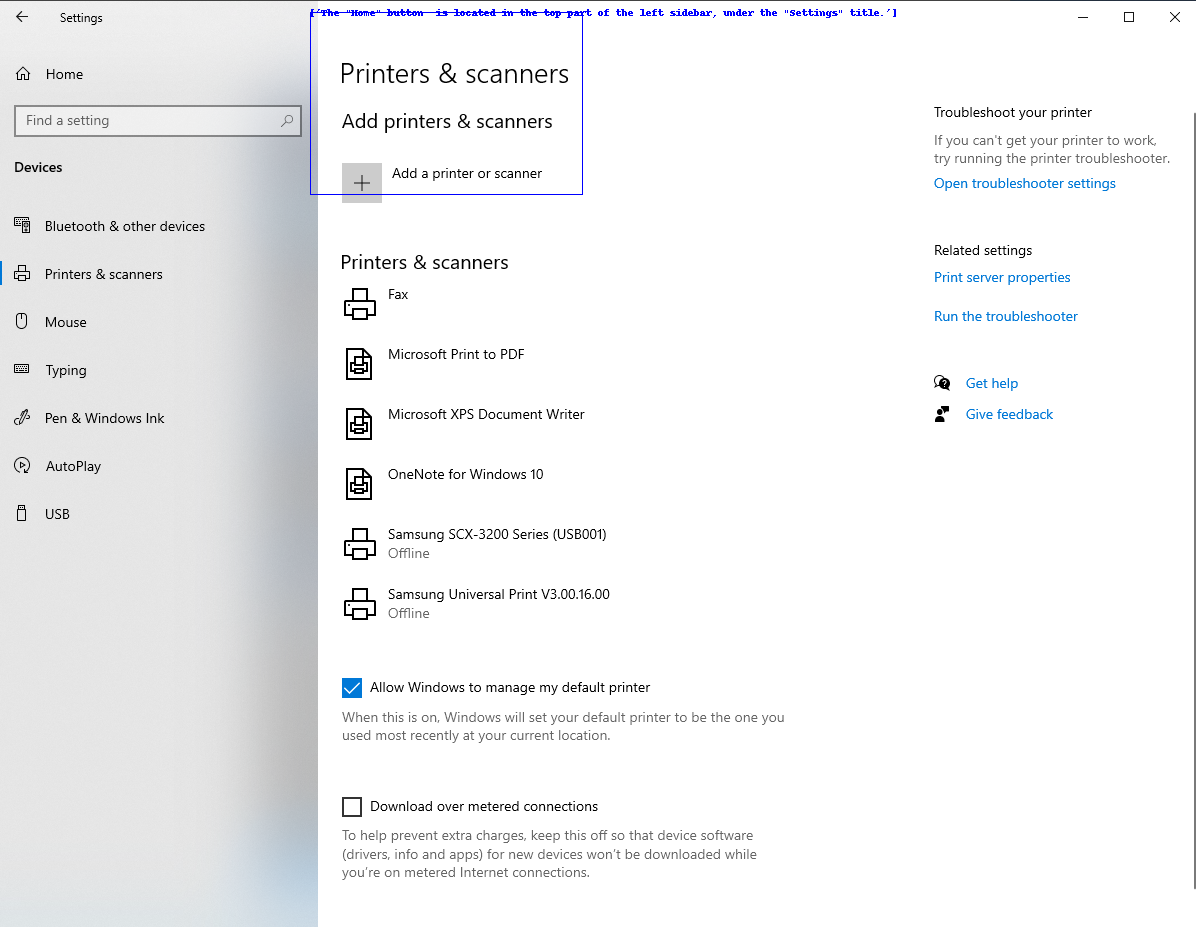 ['The "Home" button  is located in the top part of the left sidebar, under the "Settings" title.']
Settings
Home
Find a setting
Devices
Bluetooth & other devices
Printers & scanners
Mouse
Typing
Pen & Windows Ink
AutoPlay
USB
Printers & scanners
Add printers & scanners
Add a printer or scanner
Printers & scanners
Fax
Microsoft Print to PDF
Microsoft XPS Document Writer
OneNote for Windows 10
Samsung SCX-3200 Series (USB001)
Offline
Samsung Universal Print V3.00.16.00
Offline
Allow Windows to manage my default printer
When this is on, Windows will set your default printer to be the one you
used most recently at your current location.
Download over metered connections
To help prevent extra charges, keep this off so that device software
(drivers, info and apps) for new devices won't be downloaded while
you're on metered Internet connections.
Troubleshoot your printer
If you can't get your printer to work,
try running the printer troubleshooter.
Open troubleshooter settings
Related settings
Print server properties
Run the troubleshooter
Get help
Give feedback